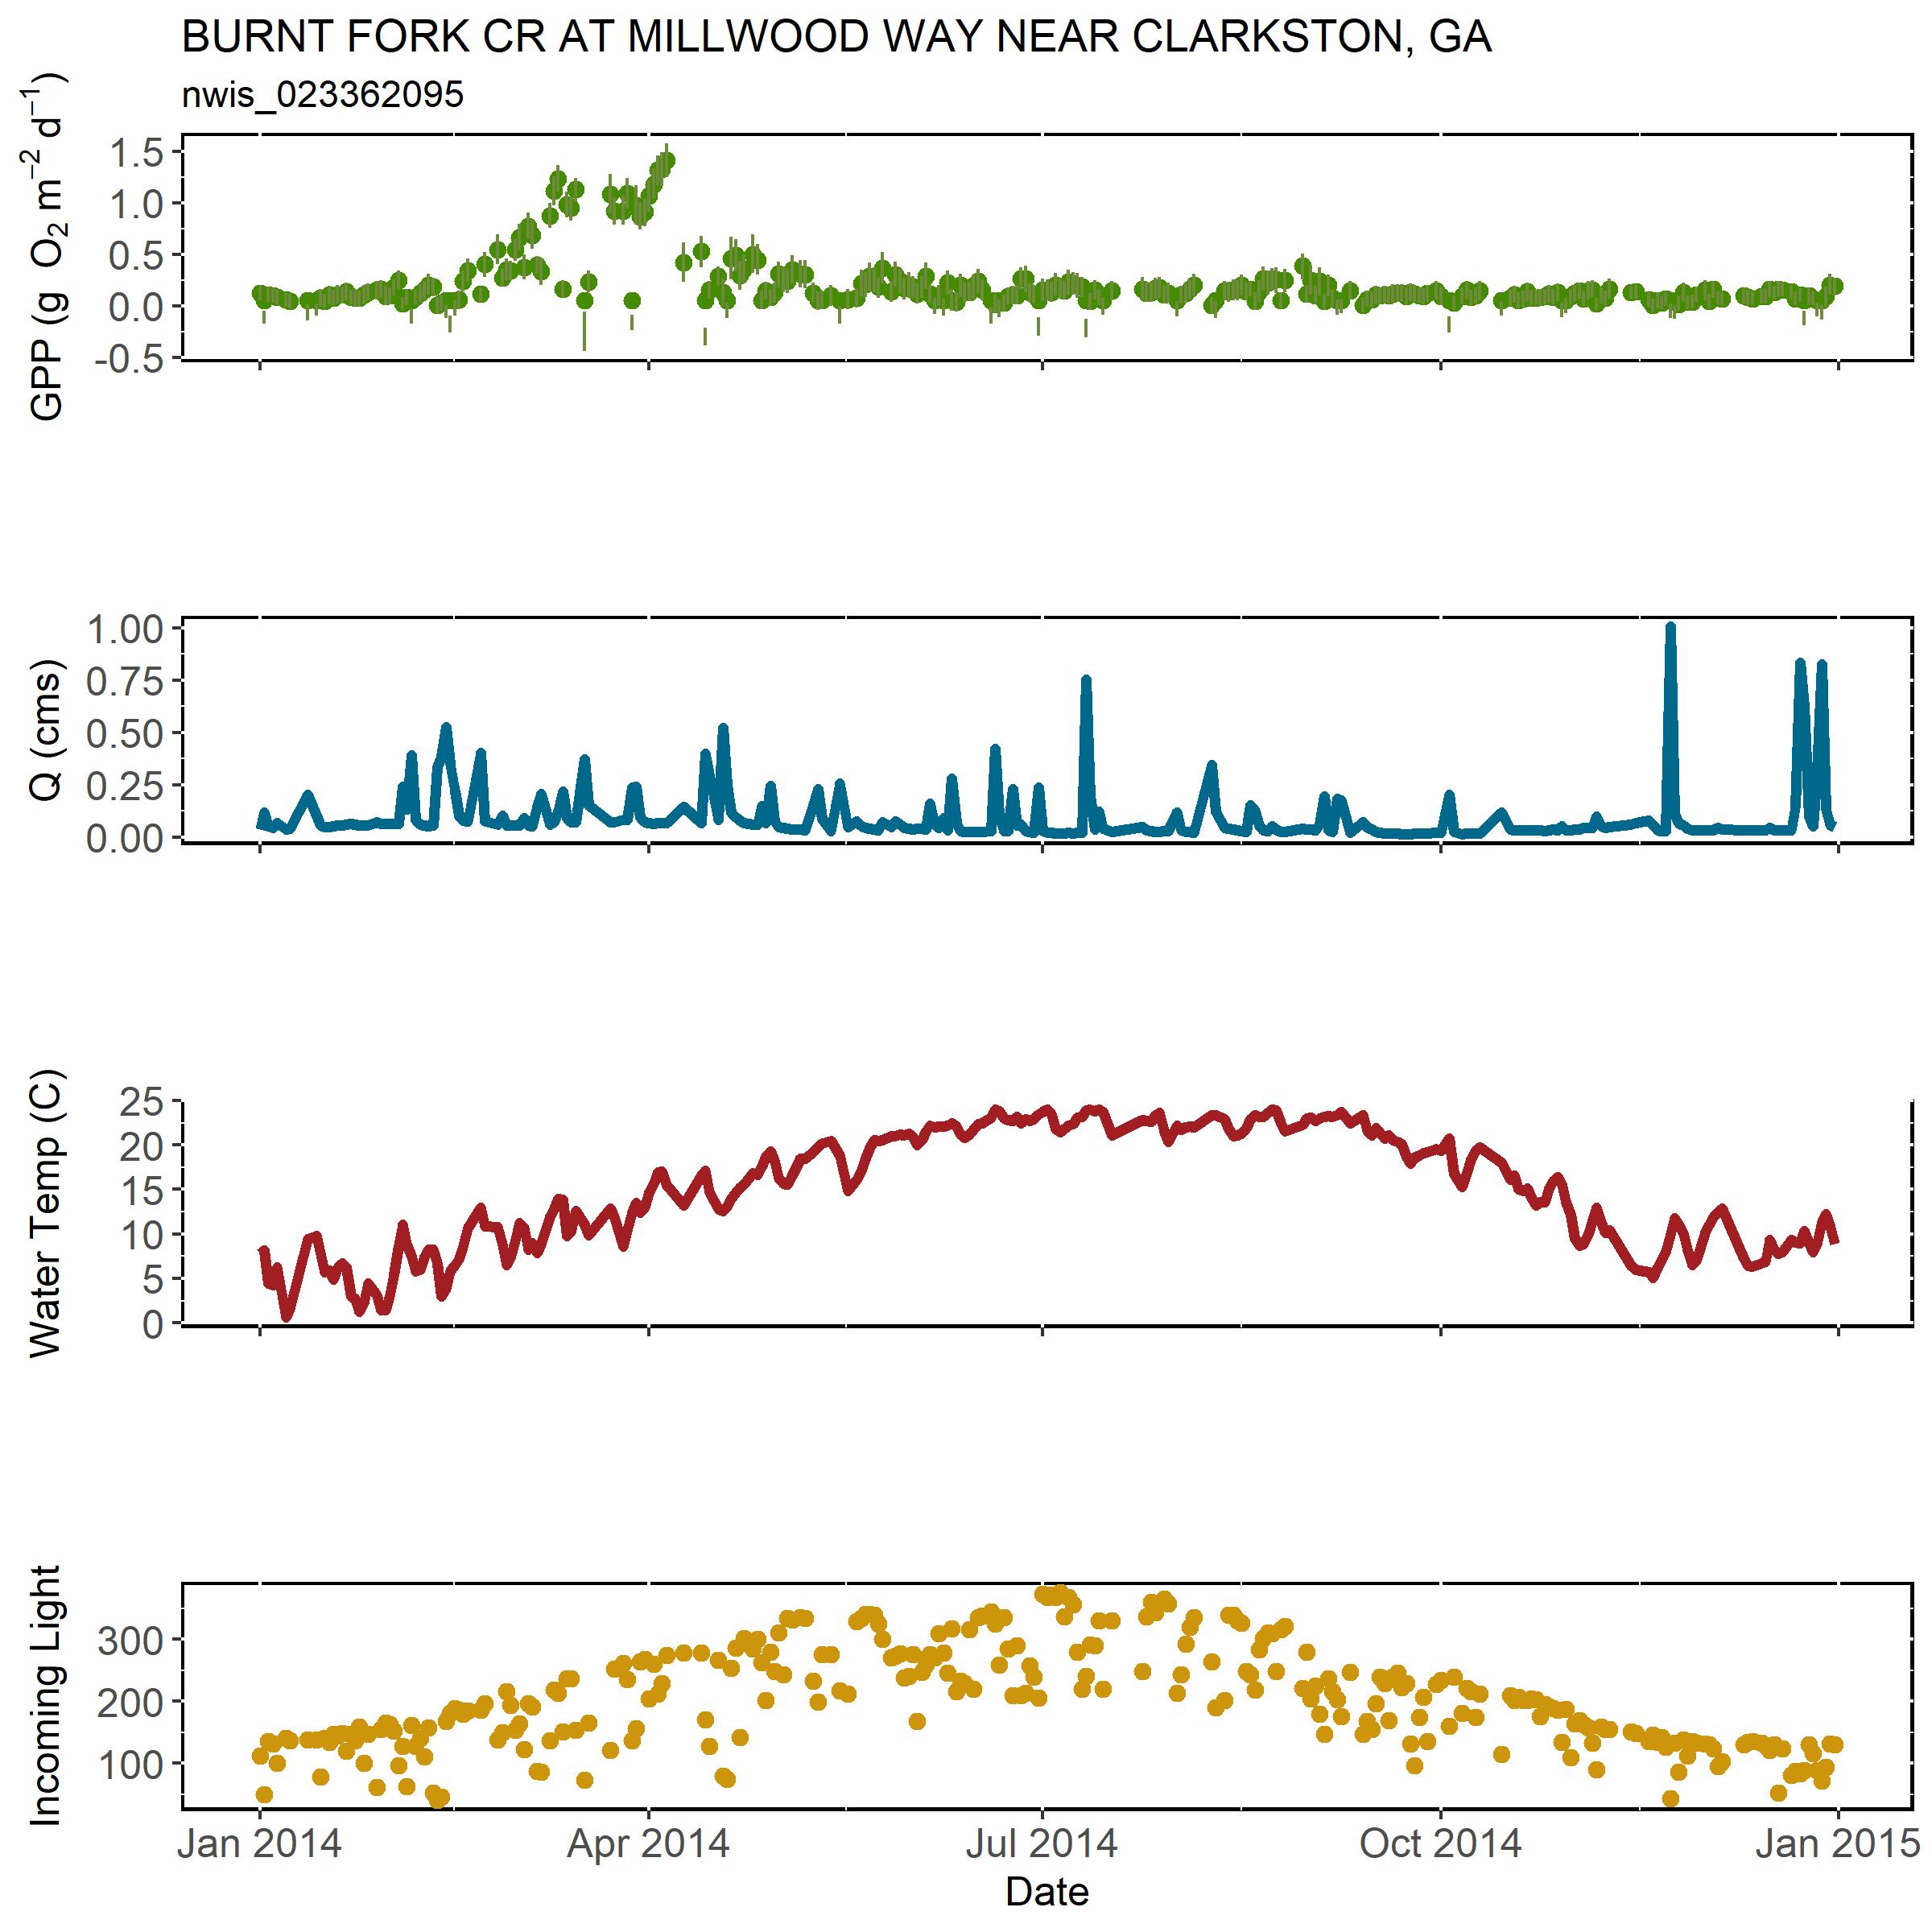 BURNT FORK CR AT MILLWOOD WAY NEAR CLARKSTON, GA
nwis_023362095
GPP (g O₂ m⁻² d⁻¹)
1.5
1.0
0.5
0.0
-0.5
Q (cms)
1.00
0.75
0.50
0.25
0.00
Water Temp (C)
25
20
15
10
5
0
Incoming Light
300
200
100
Jan 2014 Apr 2014 Jul 2014 Oct 2014 Jan 2015
Date